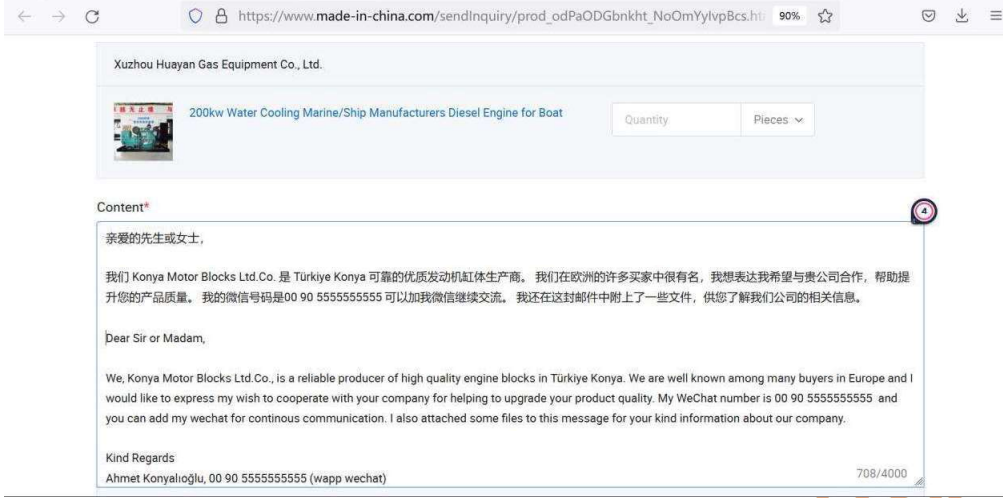 https://www.made-in-china.com/sendInquiry/prod_odPaODGbnkht_NoOmYylvpBcs.ht
90%
Xuzhou Huayan Gas Equipment Co., Ltd.
200kw Water Cooling Marine/Ship Manufacturers Diesel Engine for Boat
Quantity
Pieces
Content*
4
亲爱的先生或女士，
我们 Konya Motor Blocks Ltd.Co. 是 Türkiye Konya 可靠的优质发动机缸体生产商。 我们在欧洲的许多买家中很有名，我想表达我希望与贵公司合作，帮助提
升您的产品质量。 我的微信号码是00 90 5555555555 可以加我微信继续交流。 我还在这封邮件中附上了一些文件，供您了解我们公司的相关信息。
Dear Sir or Madam,
We, Konya Motor Blocks Ltd.Co., is a reliable producer of high quality engine blocks in Türkiye Konya. We are well known among many buyers in Europe and I
would like to express my wish to cooperate with your company for helping to upgrade your product quality. My WeChat number is 00 90 5555555555 and
you can add my wechat for continous communication. I also attached some files to this message for your kind information about our company.
Kind Regards
Ahmet Konyalıoğlu, 00 90 5555555555 (wapp wechat)
708/4000